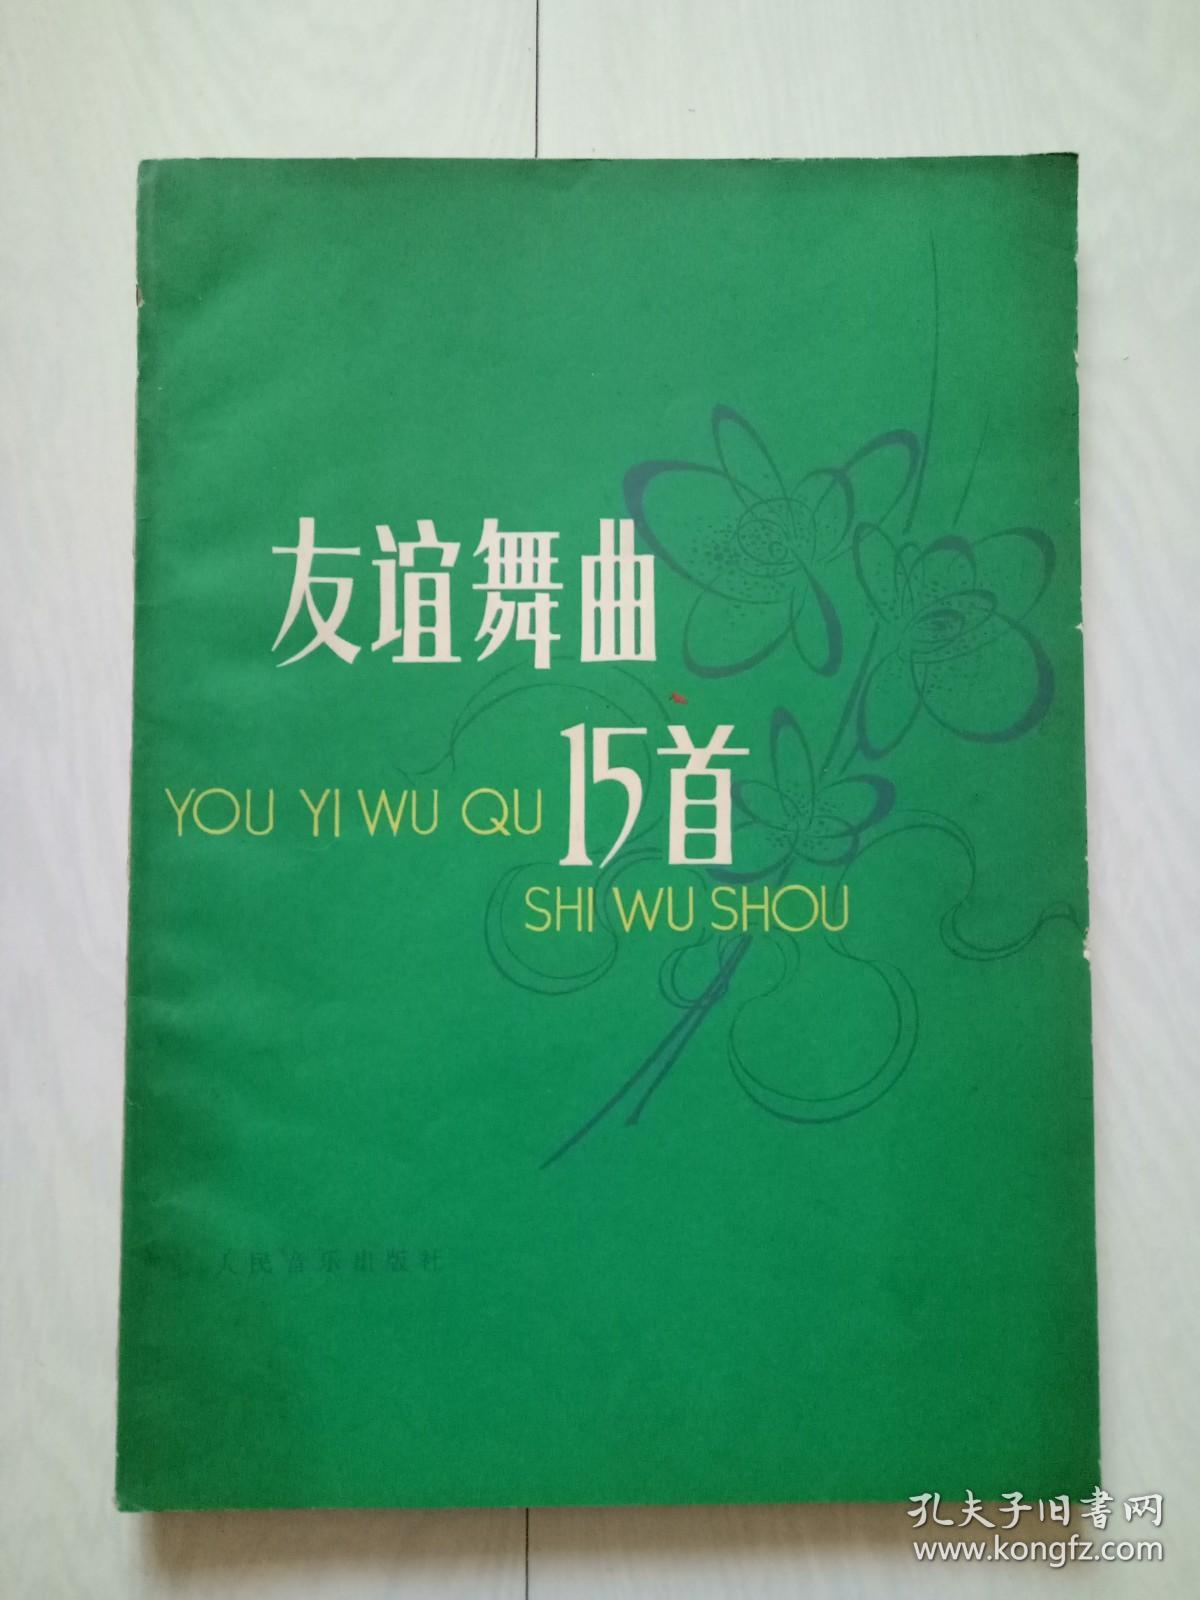 友谊舞曲
15首
YOU YI WU QU
SHI WU SHOU
人民音乐出版社
孔夫子旧書网
www.kongfz.com